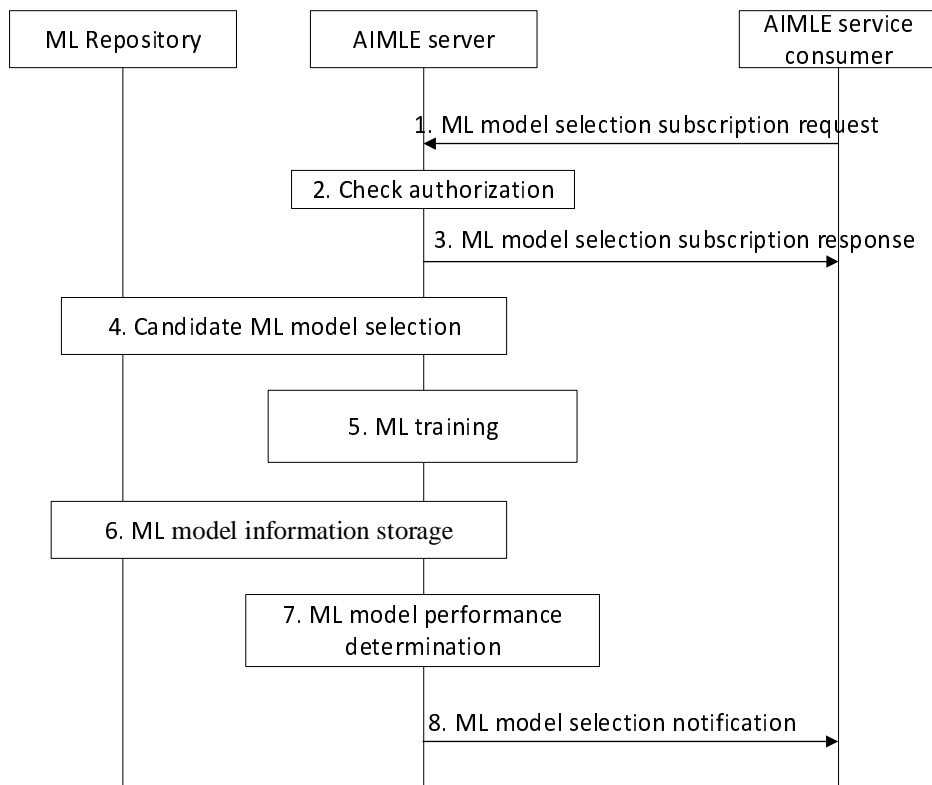 ML Repository
AIMLE server
AIMLE service
consumer
1. ML model selection subscription request
2. Check authorization
3. ML model selection subscription response
4. Candidate ML model selection
5. ML training
6. ML model information storage
7. ML model performance
determination
8. ML model selection notification